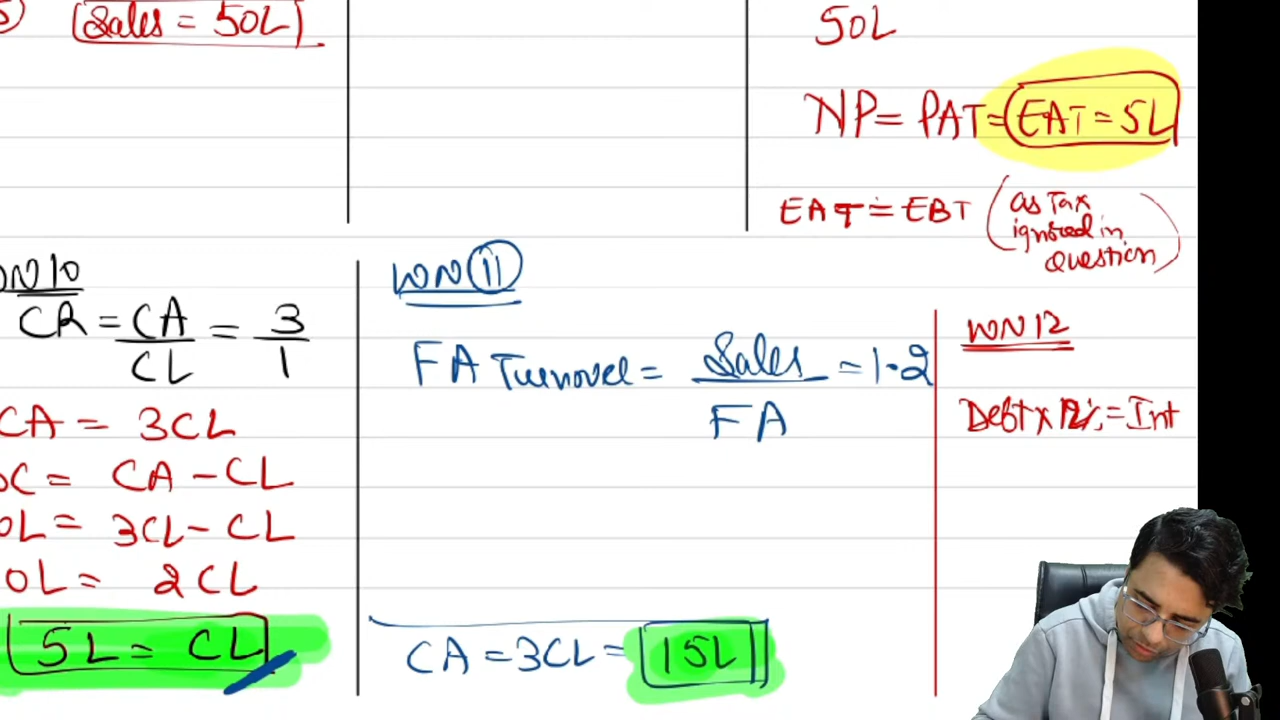 Sales = 50L
50L
NP = PAT = EAT = 5L
EAT = EBT (as Tax
ignored in
question)
WN 10
CR = CA / CL = 3 / 1
CA = 3CL
C = CA - CL
0L = 3CL - CL
0L = 2CL
5L = CL
WN 11
FA Turnover = Sales / FA = 1.2
CA = 3CL = 15L
WN 12
Debt x 12% = Int